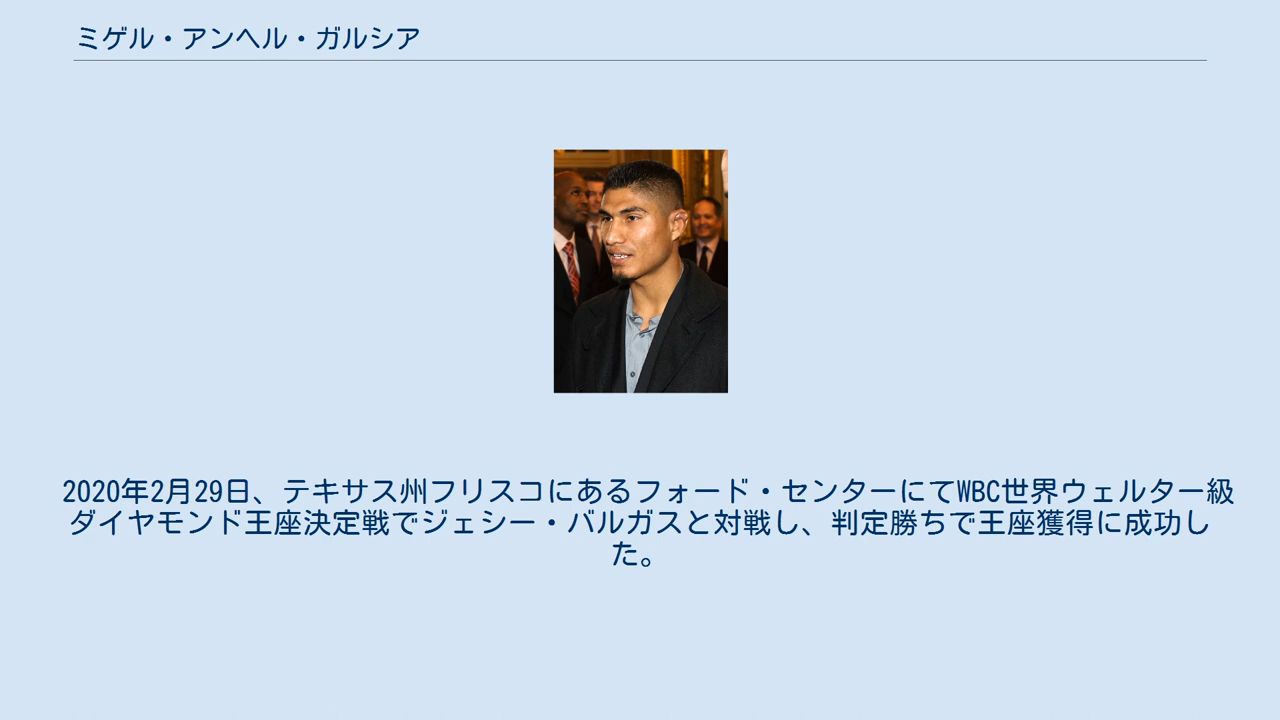 ミゲル・アンヘル・ガルシア
2020年2月29日、テキサス州フリスコにあるフォード・センターにてWBC世界ウェルター級
ダイヤモンド王座決定戦でジェシー・バルガスと対戦し、判定勝ちで王座獲得に成功し
た。